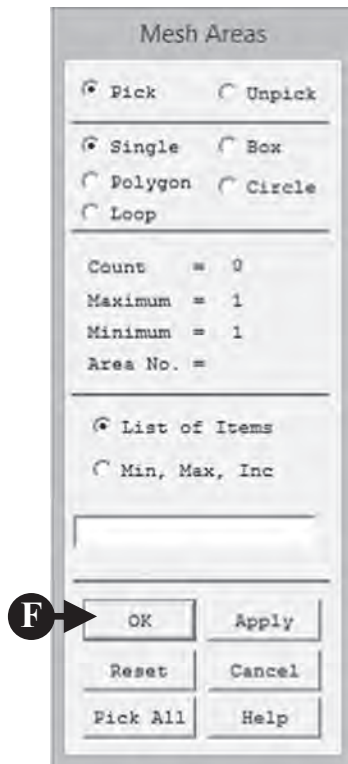 Mesh Areas
Pick Unpick
Single Box
Polygon Circle
Loop
Count = 0
Maximum = 1
Minimum = 1
Area No. =
List of Items
Min, Max, Inc
F
OK Apply
Reset Cancel
Pick All Help